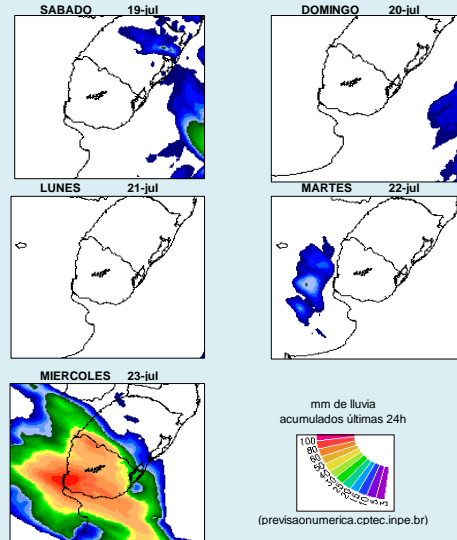 SABADO 19-jul
DOMINGO 20-jul
LUNES 21-jul
MARTES 22-jul
MIERCOLES 23-jul
mm de lluvia
acumulados últimas 24h
100
(previsaonumerica.cptec.inpe.br)